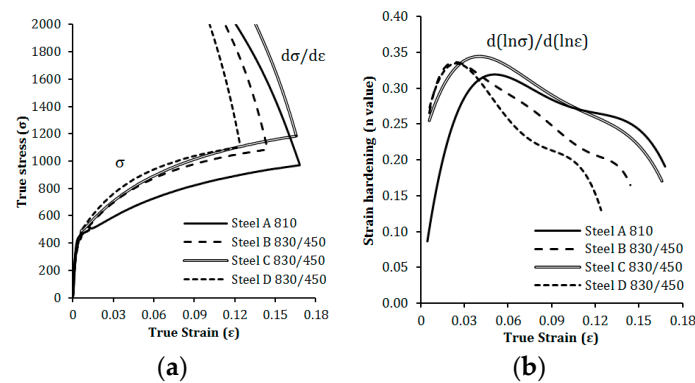 2000
1800
1600
1400
1200
1000
800
600
400
200
0
True stress (σ)
dσ/dε
σ
Steel A 810
Steel B 830/450
Steel C 830/450
Steel D 830/450
0 0.03 0.06 0.09 0.12 0.15 0.18
True Strain (ε)
(a)
0.40
0.35
0.30
0.25
0.20
0.15
0.10
0.05
0.00
Strain hardening (n value)
d(lnσ)/d(lnε)
Steel A 810
Steel B 830/450
Steel C 830/450
Steel D 830/450
0 0.03 0.06 0.09 0.12 0.15 0.18
True Strain (ε)
(b)